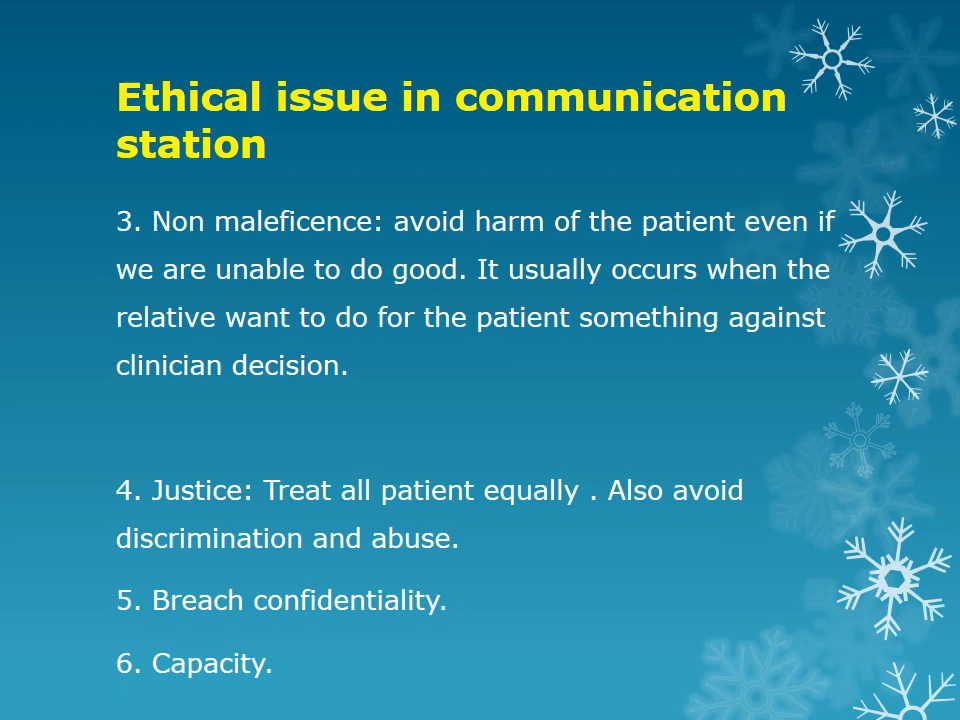 Ethical issue in communication
station
3. Non maleficence: avoid harm of the patient even if
we are unable to do good. It usually occurs when the
relative want to do for the patient something against
clinician decision.
4. Justice: Treat all patient equally . Also avoid
discrimination and abuse.
5. Breach confidentiality.
6. Capacity.